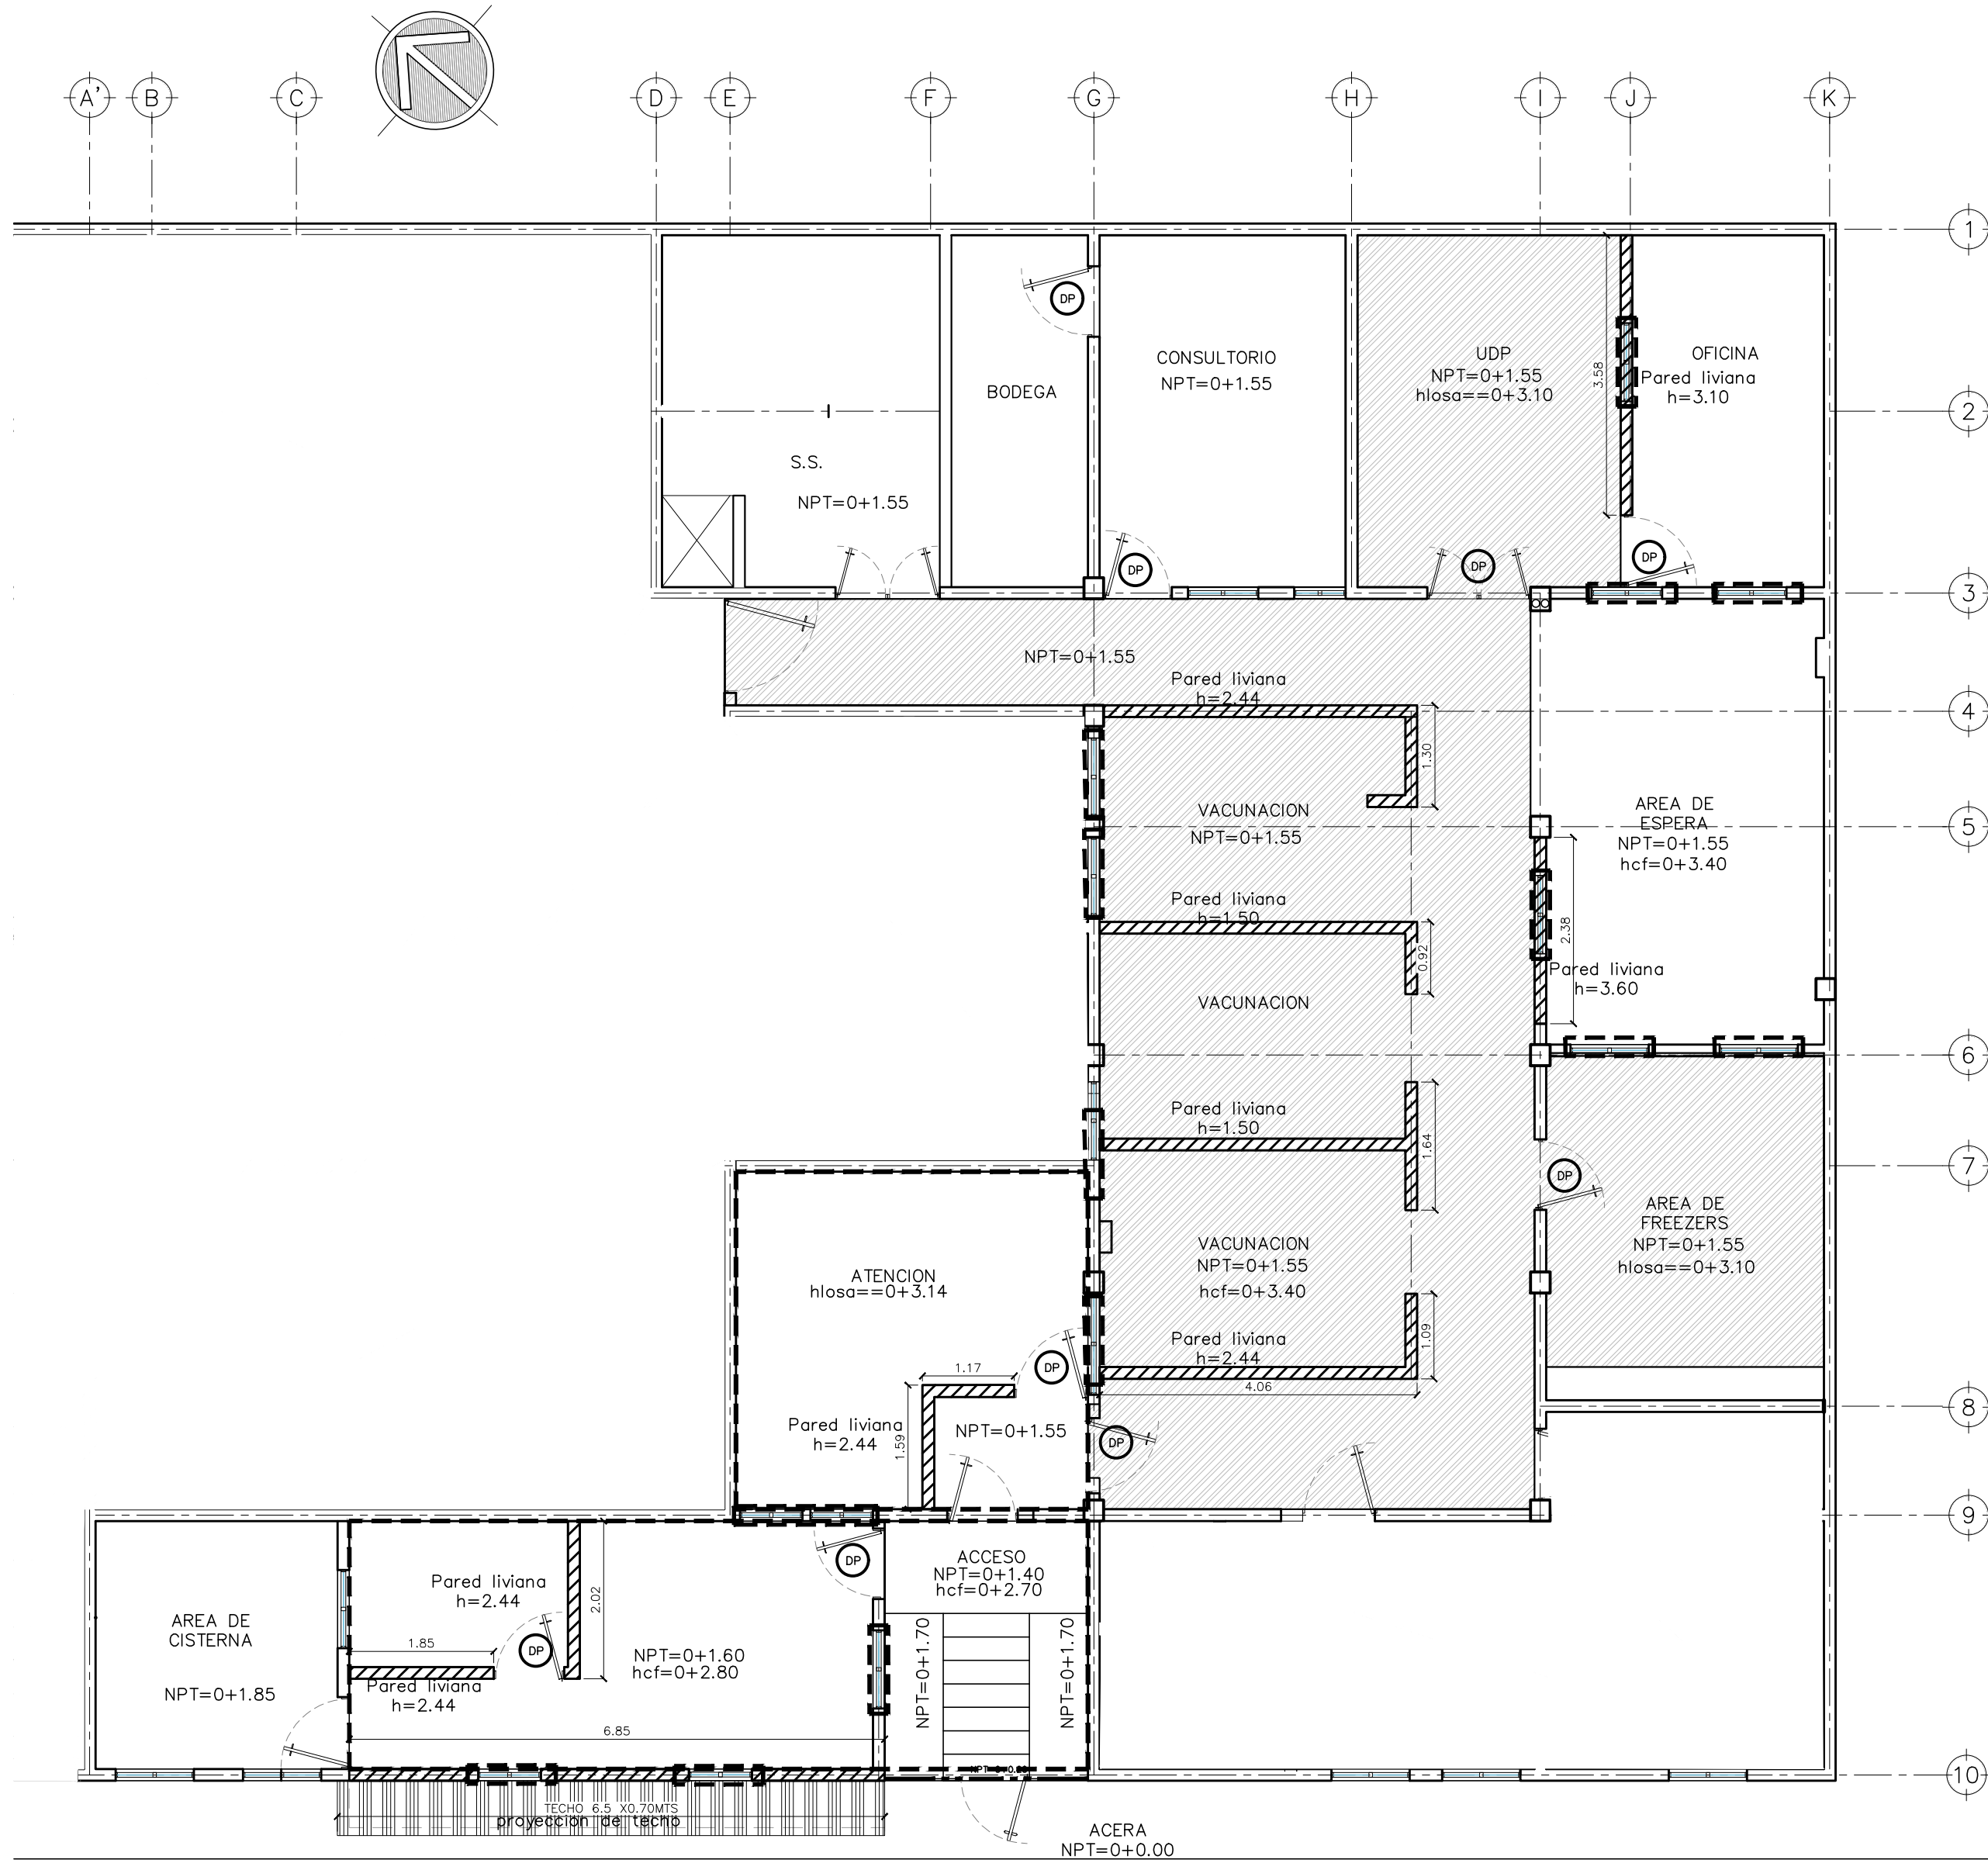 A' B C D E F G H I J K
1
DP
CONSULTORIO
NPT=0+1.55
BODEGA
UDP
NPT=0+1.55
hlosa==0+3.10
3.58
OFICINA
Pared liviana
h=3.10
2
S.S.
NPT=0+1.55
DP
DP
DP
3
NPT=0+1.55
Pared liviana
h=2.44
4
1.30
VACUNACION
NPT=0+1.55
AREA DE
ESPERA
NPT=0+1.55
hcf=0+3.40
5
Pared liviana
h=1.50
0.92
2.38
Pared liviana
h=3.60
VACUNACION
6
Pared liviana
h=1.50
1.64
7
DP
AREA DE
FREEZERS
NPT=0+1.55
hlosa==0+3.10
VACUNACION
NPT=0+1.55
hcf=0+3.40
ATENCION
hlosa==0+3.14
Pared liviana
h=2.44
1.09
4.06
DP
1.17
1.59
Pared liviana
h=2.44
NPT=0+1.55
DP
8
9
ACCESO
NPT=0+1.40
hcf=0+2.70
DP
Pared liviana
h=2.44
2.02
AREA DE
CISTERNA
NPT=0+1.85
1.85
DP
NPT=0+1.60
hcf=0+2.80
Pared liviana
h=2.44
NPT=0+1.70
NPT=0+1.70
6.85
10
TECHO 6.5 X0.70MTS
proyección de techo
ACERA
NPT=0+0.00